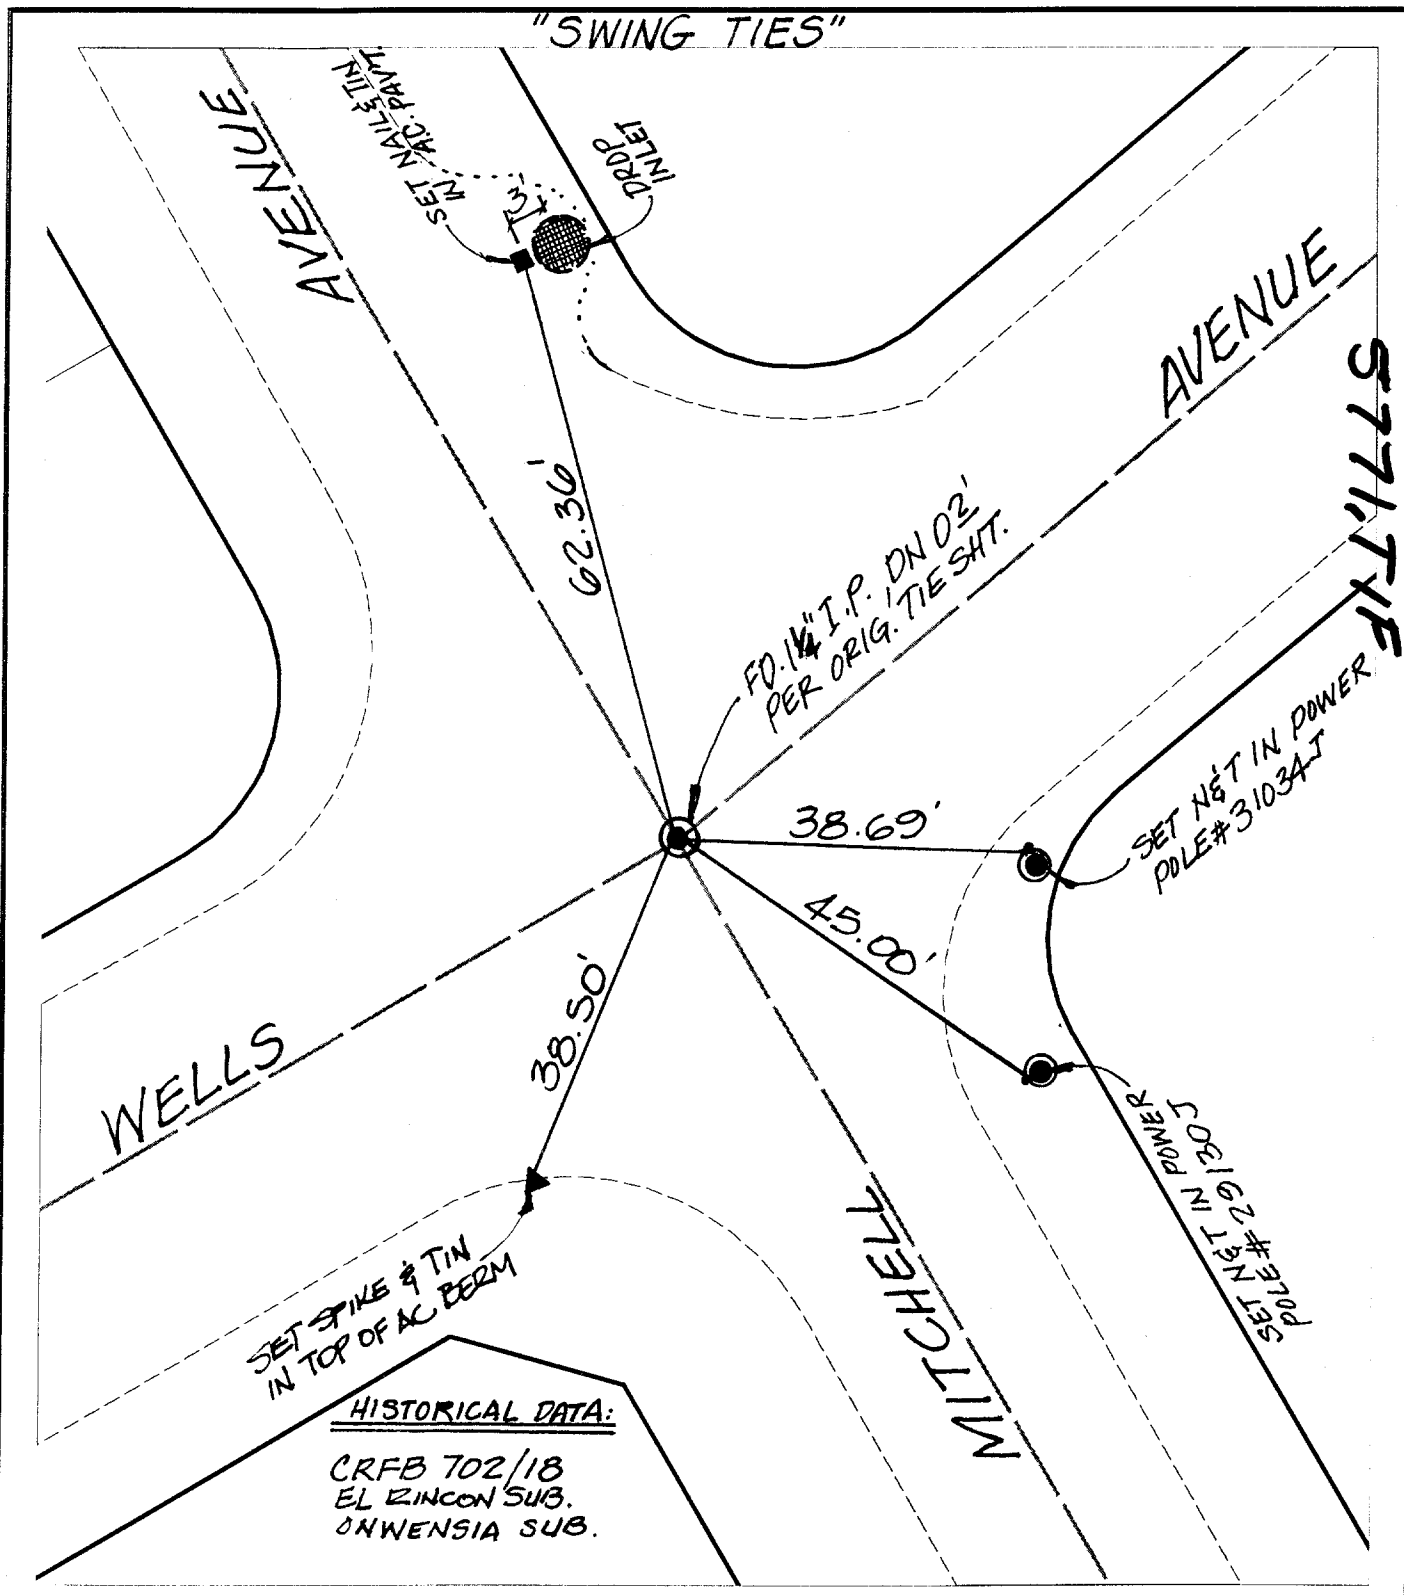 "SWING TIES"
AVENUE
SET NAIL & TIN
IN A.C. PAV'T.
3'
DROP
INLET
AVENUE
5771.TIF
62.36'
FD. 1¼" I.P. DN 0.2'
PER ORIG. TIE SHT.
38.69'
SET N&T IN POWER
POLE #31034J
45.00'
38.50'
WELLS
SET N&T IN POWER
POLE #29130J
MITCHELL
SET SPIKE & TIN
IN TOP OF AC BERM
HISTORICAL DATA:
CRFB 702/18
EL RINCON SUB.
ONWENSIA SUB.